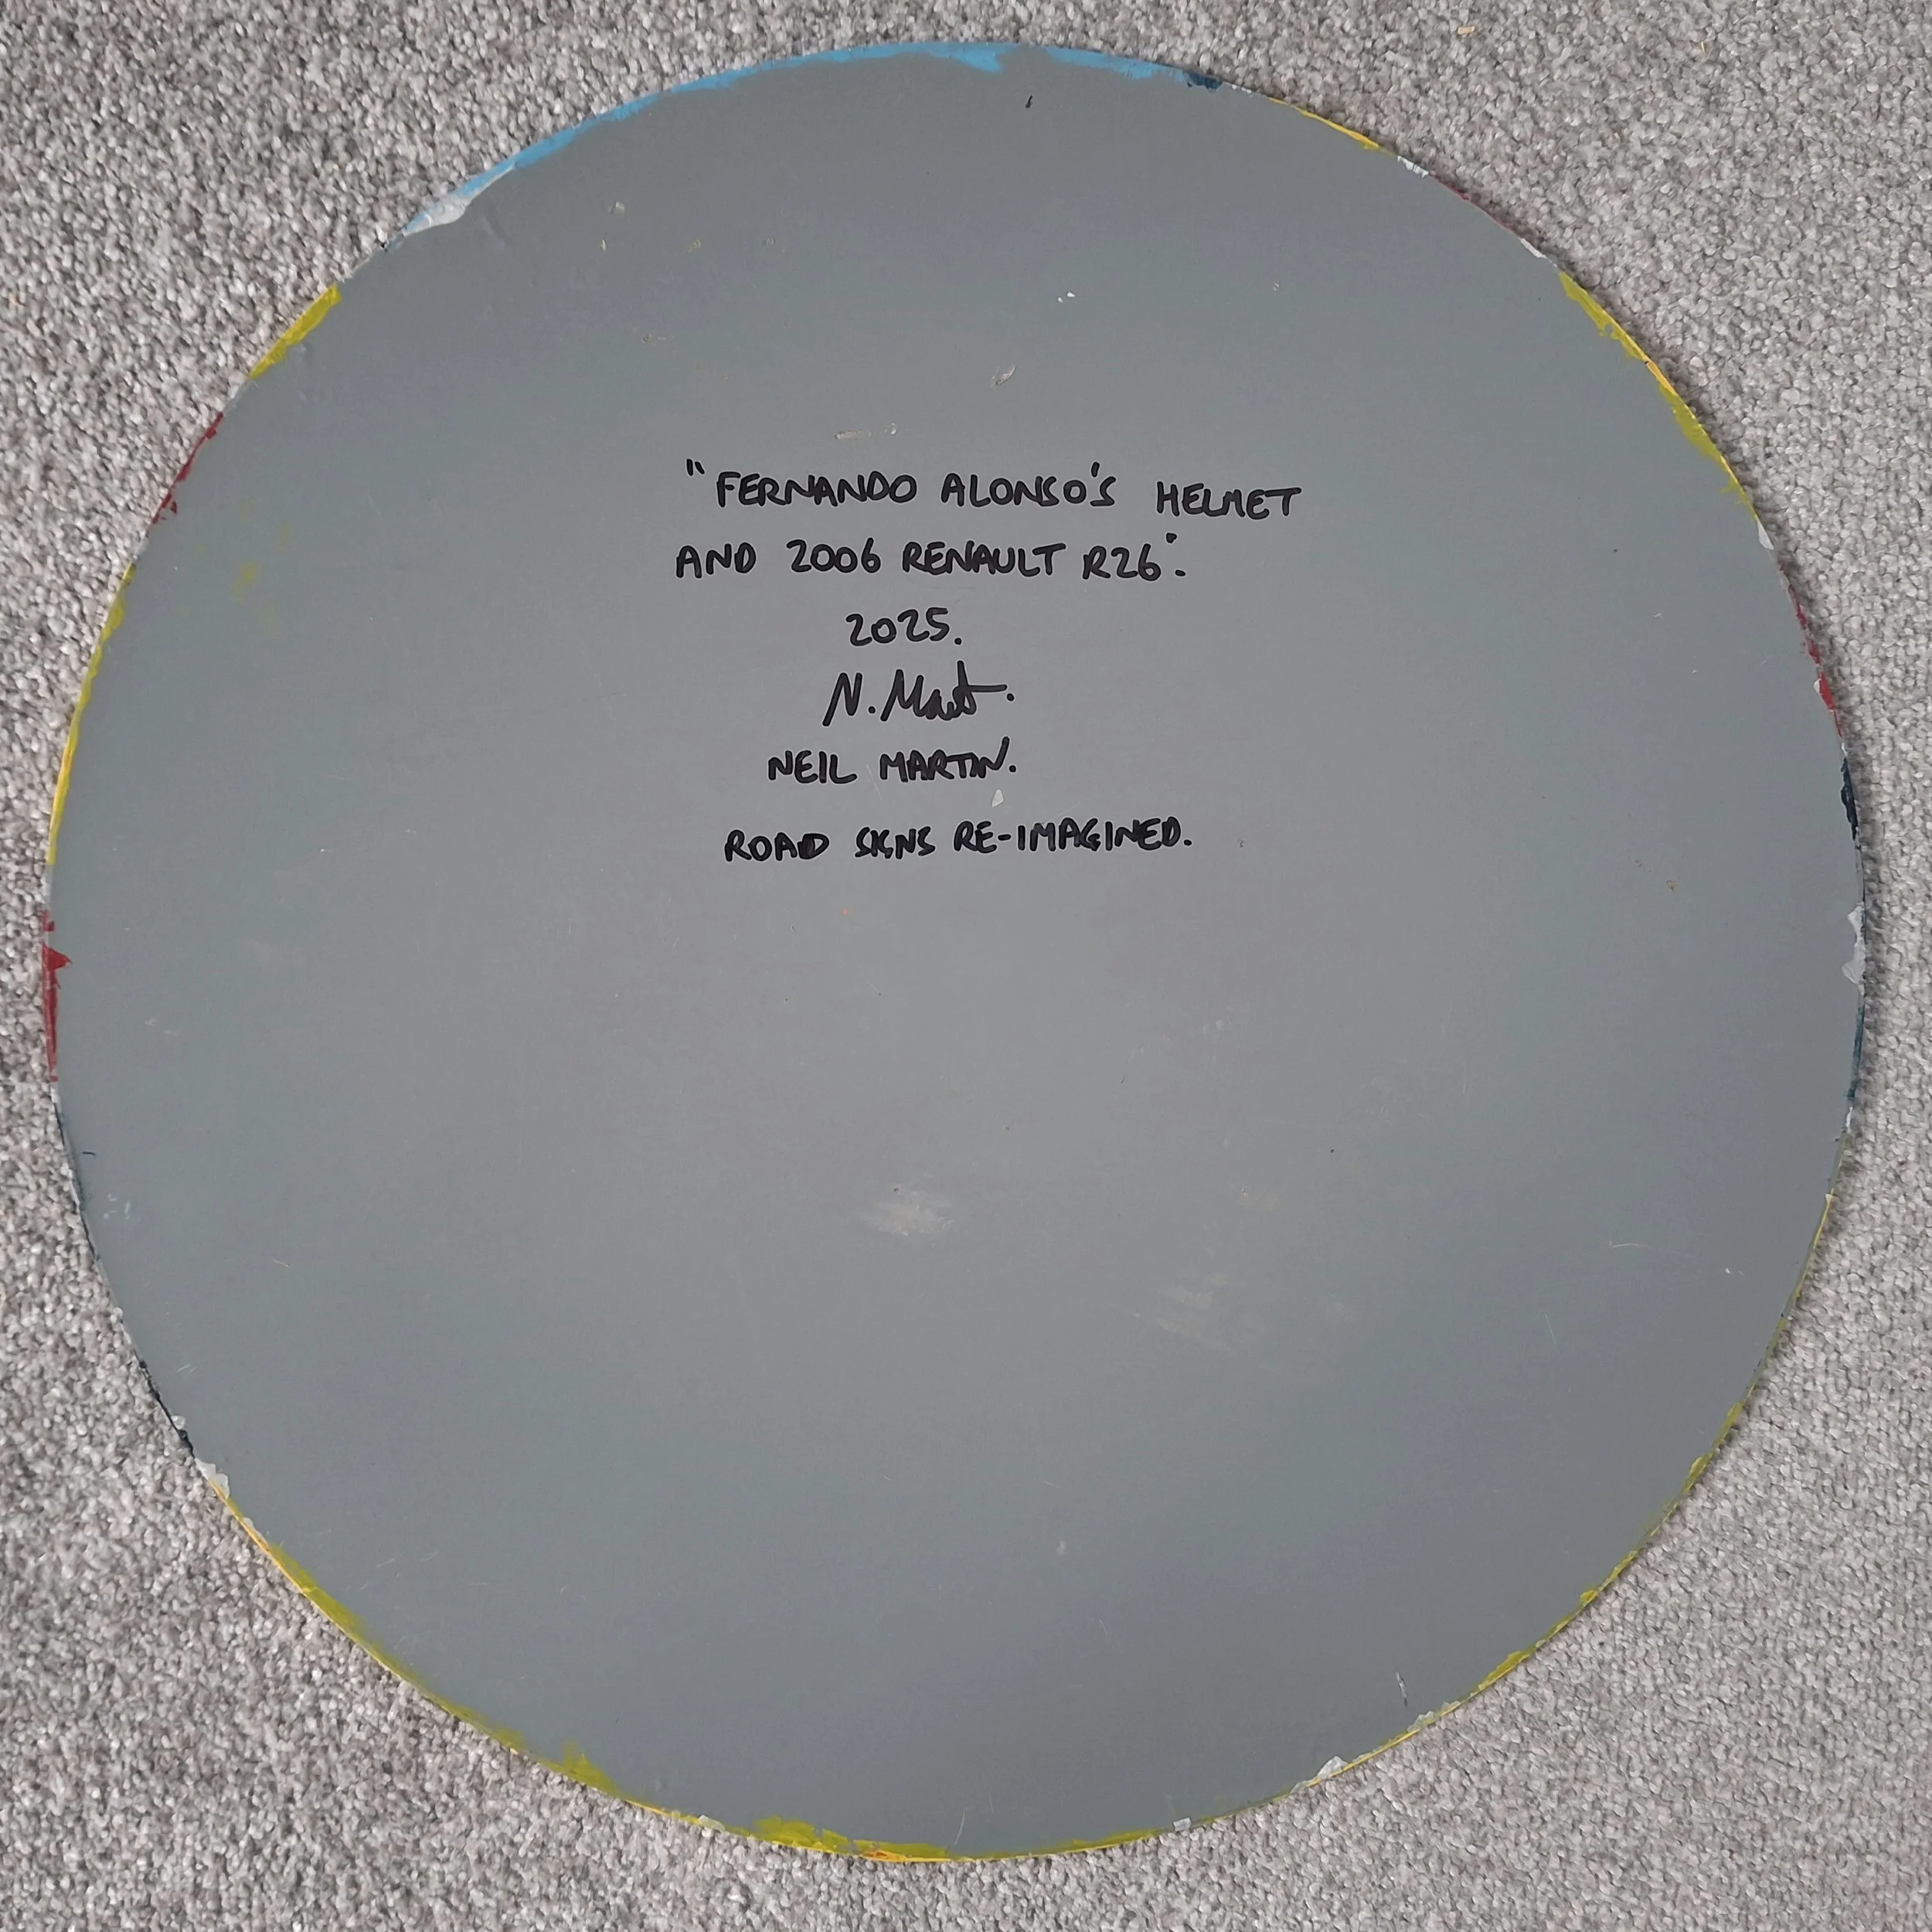 "FERNANDO ALONSO'S HELMET
AND 2006 RENAULT R26".
2025.
N. Mart.
NEIL MARTIN.
ROAD SIGNS RE-IMAGINED.